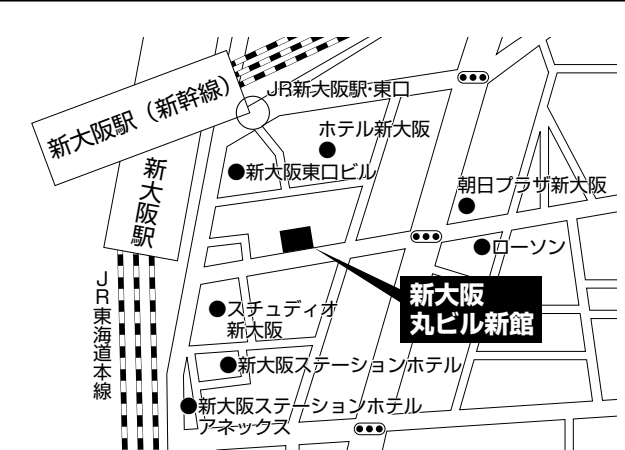 新大阪駅（新幹線）
JR新大阪駅・東口
ホテル新大阪
新大阪東口ビル
新大阪駅
朝日プラザ新大阪
ローソン
新大阪
丸ビル新館
JR東海道本線
スチュディオ
新大阪
新大阪ステーションホテル
新大阪ステーションホテル
アネックス